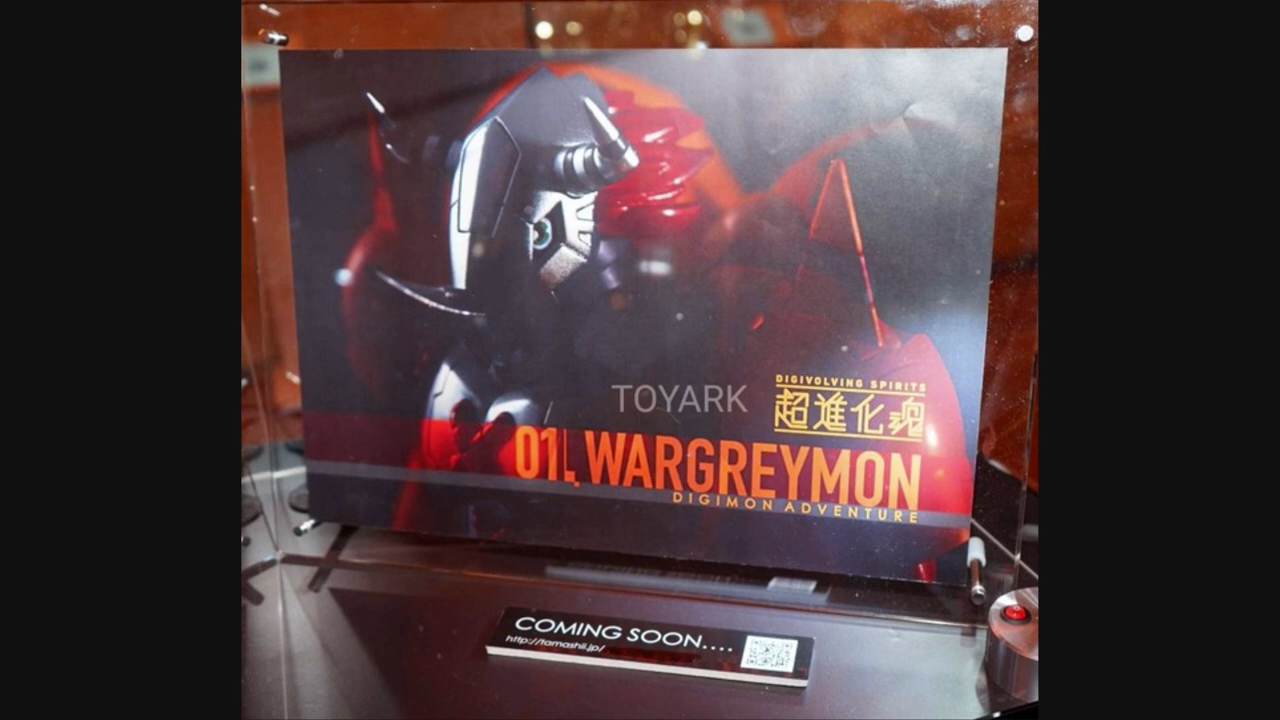 TOYARK
DIGIVOLVING SPIRITS
超進化魂
01. WARGREYMON
DIGIMON ADVENTURE
COMING SOON....
http://tamashii.jp/